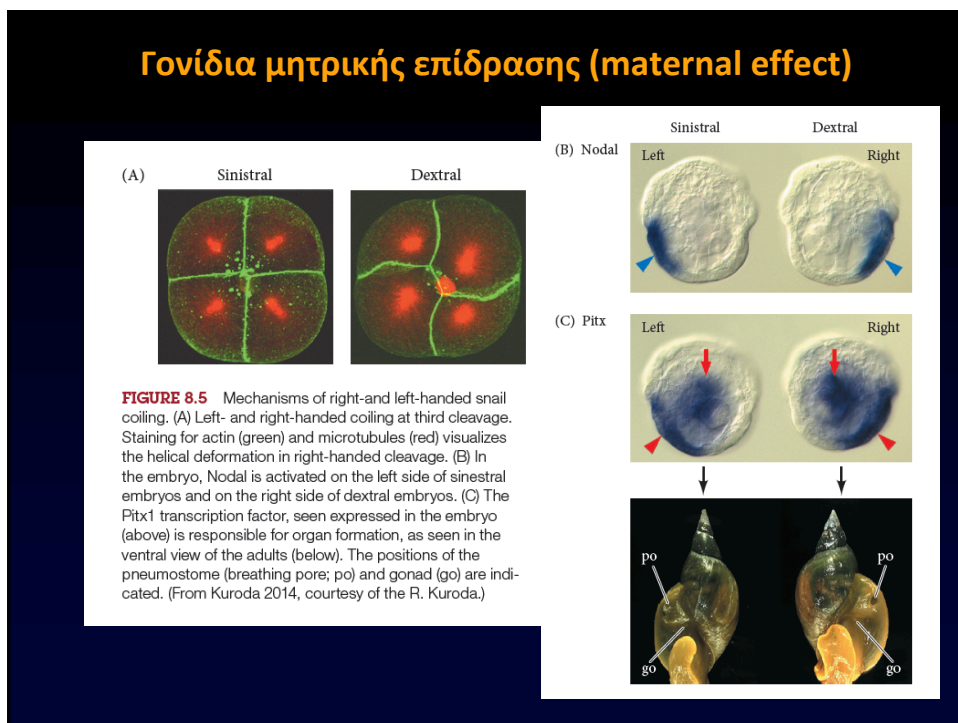 Γονίδια μητρικής επίδρασης (maternal effect)
(A) Sinistral Dextral
FIGURE 8.5 Mechanisms of right-and left-handed snail
coiling. (A) Left- and right-handed coiling at third cleavage.
Staining for actin (green) and microtubules (red) visualizes
the helical deformation in right-handed cleavage. (B) In
the embryo, Nodal is activated on the left side of sinestral
embryos and on the right side of dextral embryos. (C) The
Pitx1 transcription factor, seen expressed in the embryo
(above) is responsible for organ formation, as seen in the
ventral view of the adults (below). The positions of the
pneumostome (breathing pore; po) and gonad (go) are indi-
cated. (From Kuroda 2014, courtesy of the R. Kuroda.)
Sinistral Dextral
(B) Nodal Left Right
(C) Pitx Left Right
po po
go go